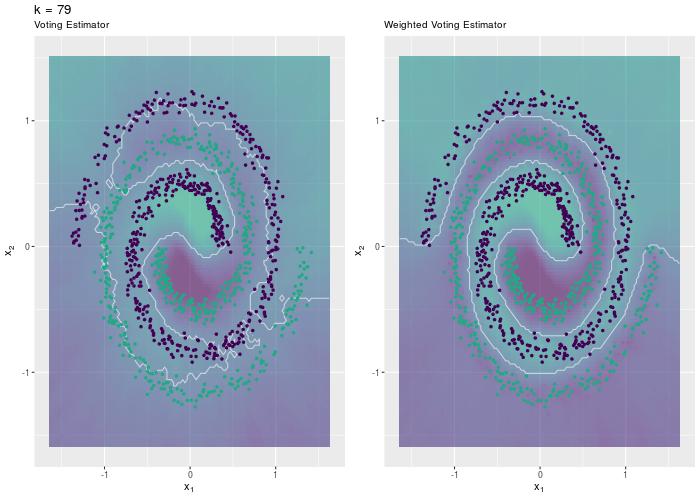 k = 79
Voting Estimator
Weighted Voting Estimator
1
0
-1
x2
-1
0
1
x1
1
0
-1
x2
-1
0
1
x1